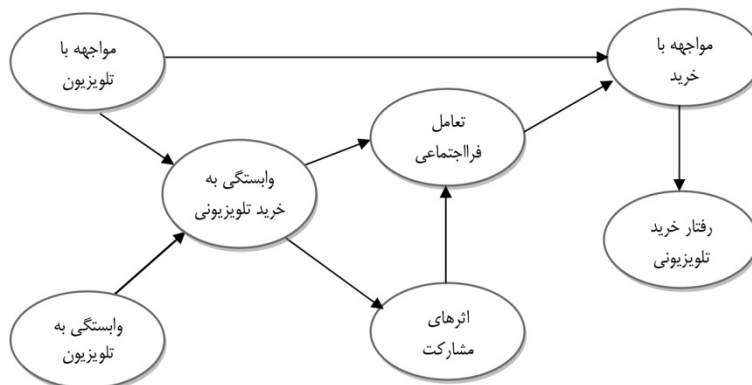 مواجهه با
تلویزیون
مواجهه با
خرید
تعامل
فرااجتماعی
وابستگی به
خرید تلویزیونی
رفتار خرید
تلویزیونی
وابستگی به
تلویزیون
اثرهای
مشارکت